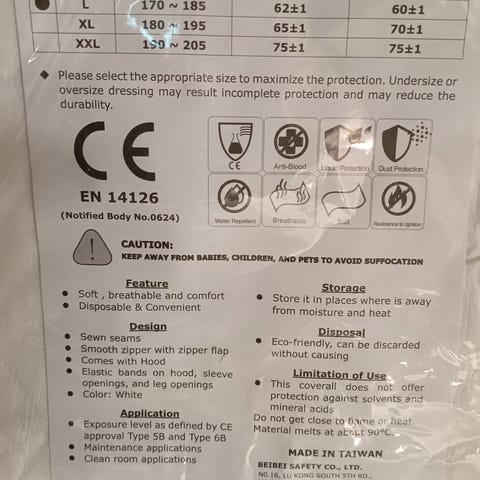 L 170 ~ 185 62±1 60±1
XL 180 ~ 195 65±1 70±1
XXL 190 ~ 205 75±1 75±1
◆ Please select the appropriate size to maximize the protection. Undersize or
oversize dressing may result incomplete protection and may reduce the
durability.
CE
EN 14126
(Notified Body No.0624)
CE
Anti-Blood
Liquid Protection
Dust Protection
Water Repellent
Breathable
Soft
Resistance to Ignition
!
CAUTION:
KEEP AWAY FROM BABIES, CHILDREN, AND PETS TO AVOID SUFFOCATION
Feature
● Soft , breathable and comfort
● Disposable & Convenient
Design
● Sewn seams
● Smooth zipper with zipper flap
● Comes with Hood
● Elastic bands on hood, sleeve
openings, and leg openings
● Color: White
Application
● Exposure level as defined by CE
approval Type 5B and Type 6B
● Maintenance applications
● Clean room applications
Storage
● Store it in places where is away
from moisture and heat
Disposal
● Eco-friendly, can be discarded
without causing
Limitation of Use
● This coverall does not offer
protection against solvents and
mineral acids
Do not get close to flame or heat.
Material melts at about 90°C.
MADE IN TAIWAN
BEIBEI SAFETY CO., LTD.
NO.16, LU KONG SOUTH 5TH RD.,